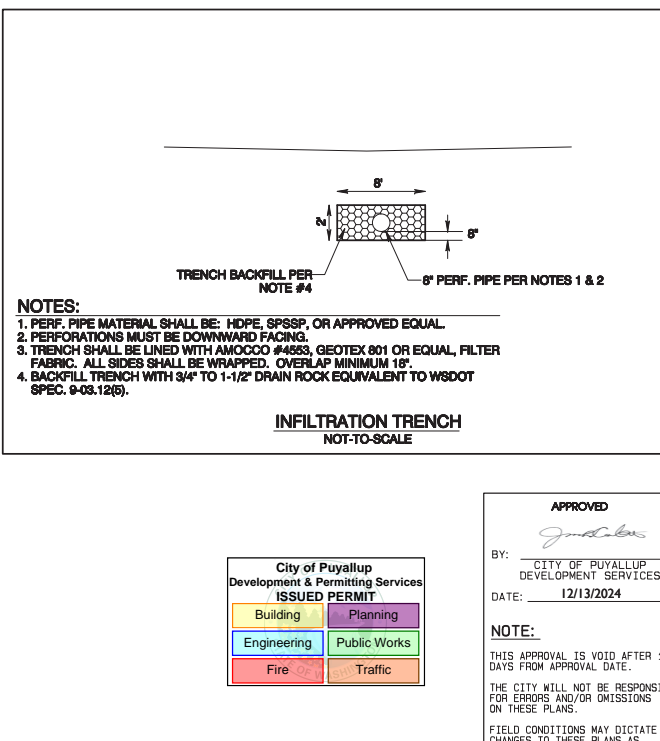 8'
2'
8"
TRENCH BACKFILL PER
NOTE #4
8" PERF. PIPE PER NOTES 1 & 2
NOTES:
1. PERF. PIPE MATERIAL SHALL BE: HDPE, SPSSP, OR APPROVED EQUAL.
2. PERFORATIONS MUST BE DOWNWARD FACING.
3. TRENCH SHALL BE LINED WITH AMOCCO #4553, GEOTEX 801 OR EQUAL, FILTER
FABRIC. ALL SIDES SHALL BE WRAPPED. OVERLAP MINIMUM 18".
4. BACKFILL TRENCH WITH 3/4" TO 1-1/2" DRAIN ROCK EQUIVALENT TO WSDOT
SPEC. 9-03.12(5).
INFILTRATION TRENCH
NOT-TO-SCALE
City of Puyallup
Development & Permitting Services
ISSUED PERMIT
Building Planning
Engineering Public Works
Fire Traffic
APPROVED
BY:
CITY OF PUYALLUP
DEVELOPMENT SERVICES
DATE: 12/13/2024
NOTE:
THIS APPROVAL IS VOID AFTER
DAYS FROM APPROVAL DATE.
THE CITY WILL NOT BE RESPONSI
FOR ERRORS AND/OR OMISSIONS
ON THESE PLANS.
FIELD CONDITIONS MAY DICTATE
CHANGES TO THESE PLANS AS